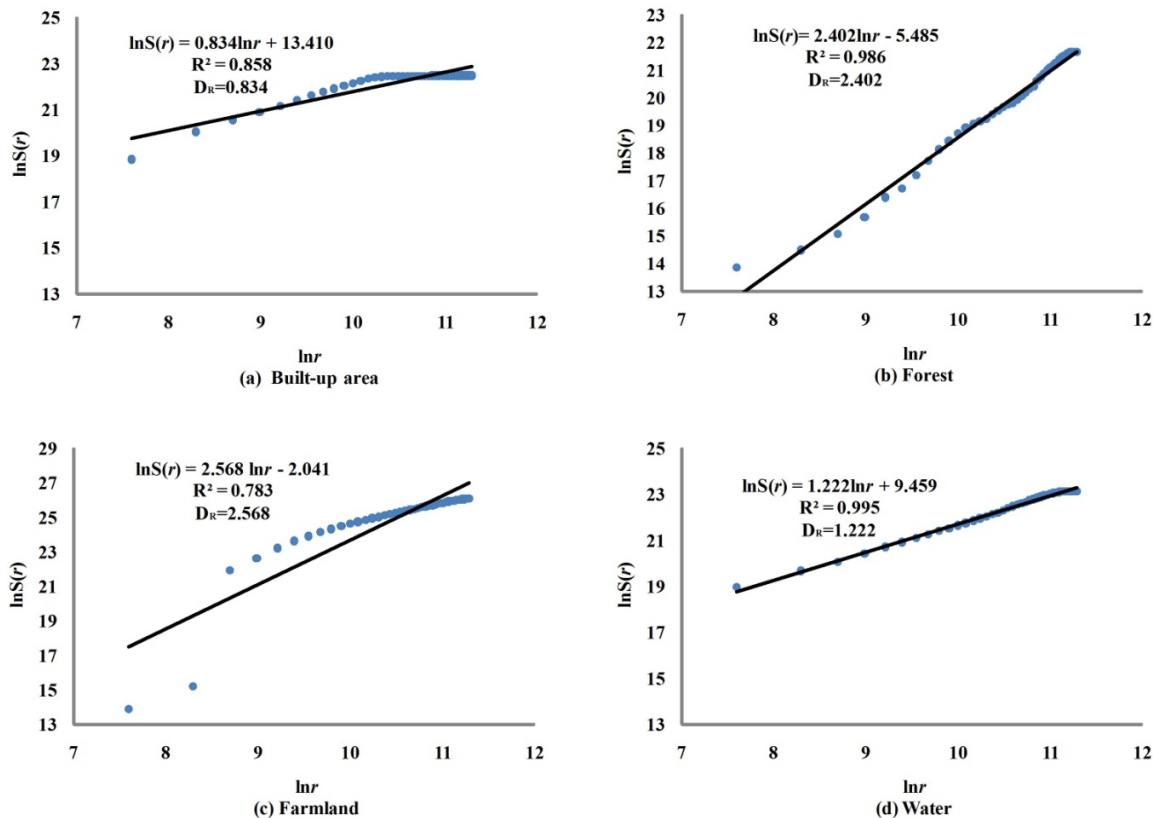 lnS(r) = 0.834lnr + 13.410
R² = 0.858
DR=0.834
25
23
21
19
17
15
13
lnS(r)
7 8 9 10 11 12
lnr
(a) Built-up area
lnS(r)= 2.402lnr - 5.485
R² = 0.986
DR=2.402
23
22
21
20
19
18
17
16
15
14
13
lnS(r)
7 8 9 10 11 12
lnr
(b) Forest
lnS(r) = 2.568 lnr - 2.041
R² = 0.783
DR=2.568
29
27
25
23
21
19
17
15
13
lnS(r)
7 8 9 10 11 12
lnr
(c) Farmland
lnS(r) = 1.222lnr + 9.459
R² = 0.995
DR=1.222
25
23
21
19
17
15
13
lnS(r)
7 8 9 10 11 12
lnr
(d) Water